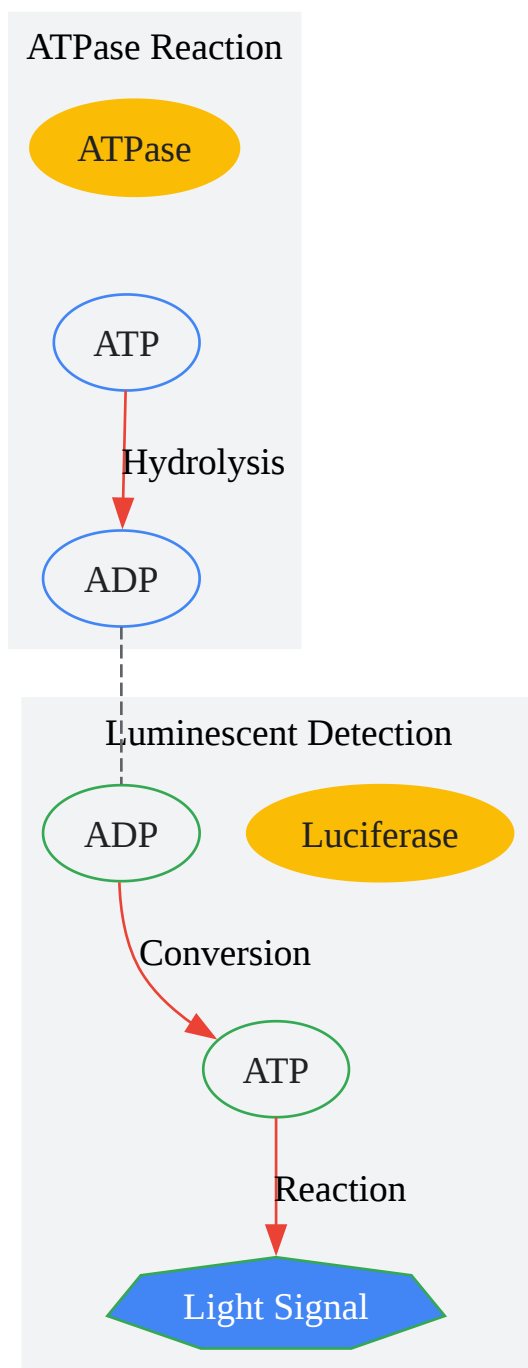 ATPase Reaction
ATPase
ATP
Hydrolysis
ADP
Luminescent Detection
ADP
Luciferase
Conversion
ATP
Reaction
Light Signal